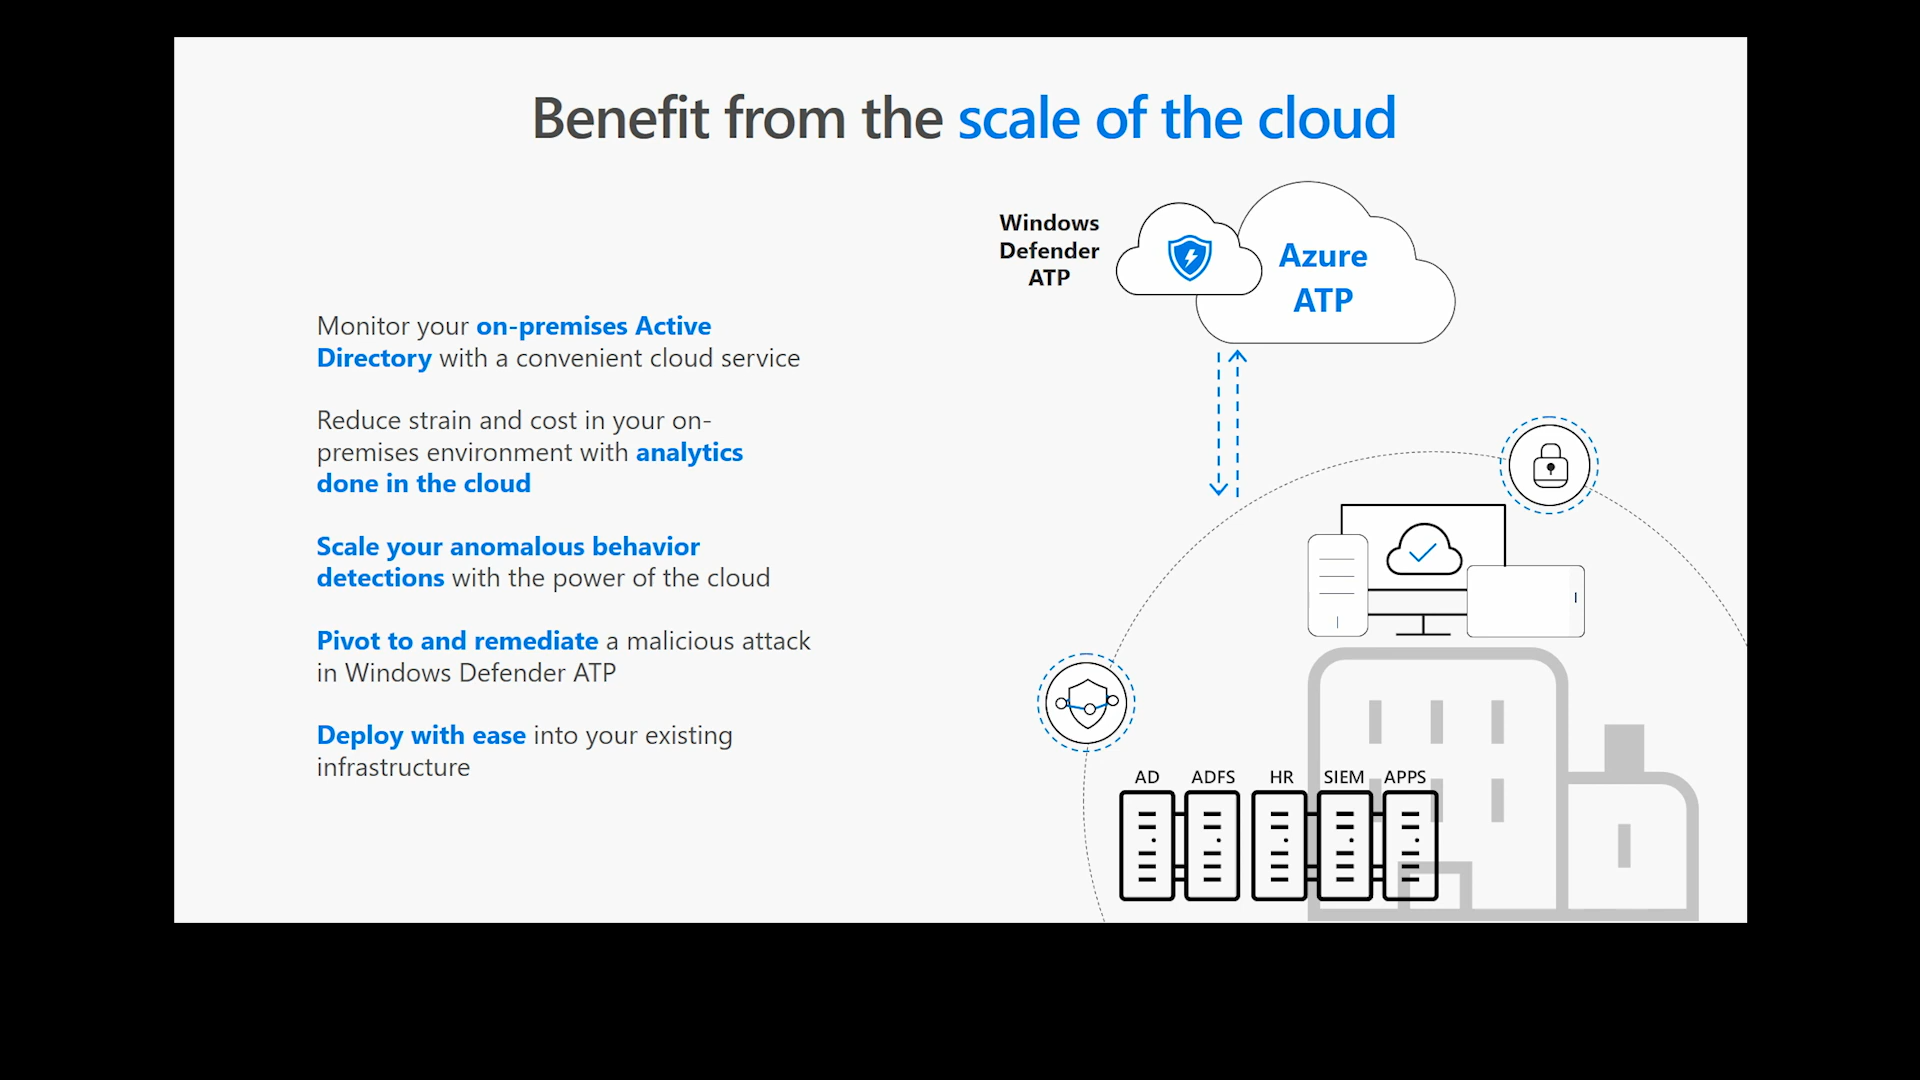 Benefit from the scale of the cloud
Windows
Defender
ATP
Azure
ATP
Monitor your on-premises Active
Directory with a convenient cloud service
Reduce strain and cost in your on-
premises environment with analytics
done in the cloud
Scale your anomalous behavior
detections with the power of the cloud
Pivot to and remediate a malicious attack
in Windows Defender ATP
Deploy with ease into your existing
infrastructure
AD ADFS HR SIEM APPS